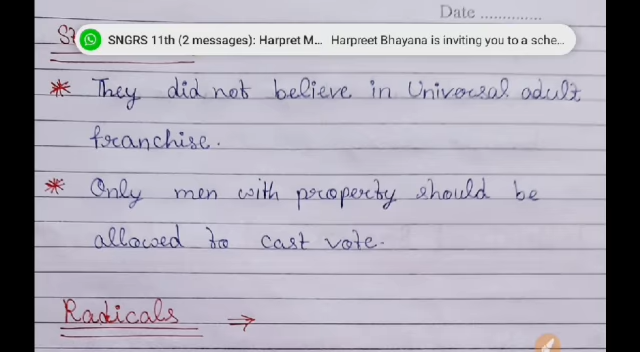 Date .............
SNGRS 11th (2 messages): Harpret M... Harpreet Bhayana is inviting you to a sche...
* They did not believe in Universal adult
franchise.
* Only men with property should be
allowed to cast vote.
Radicals ⇒